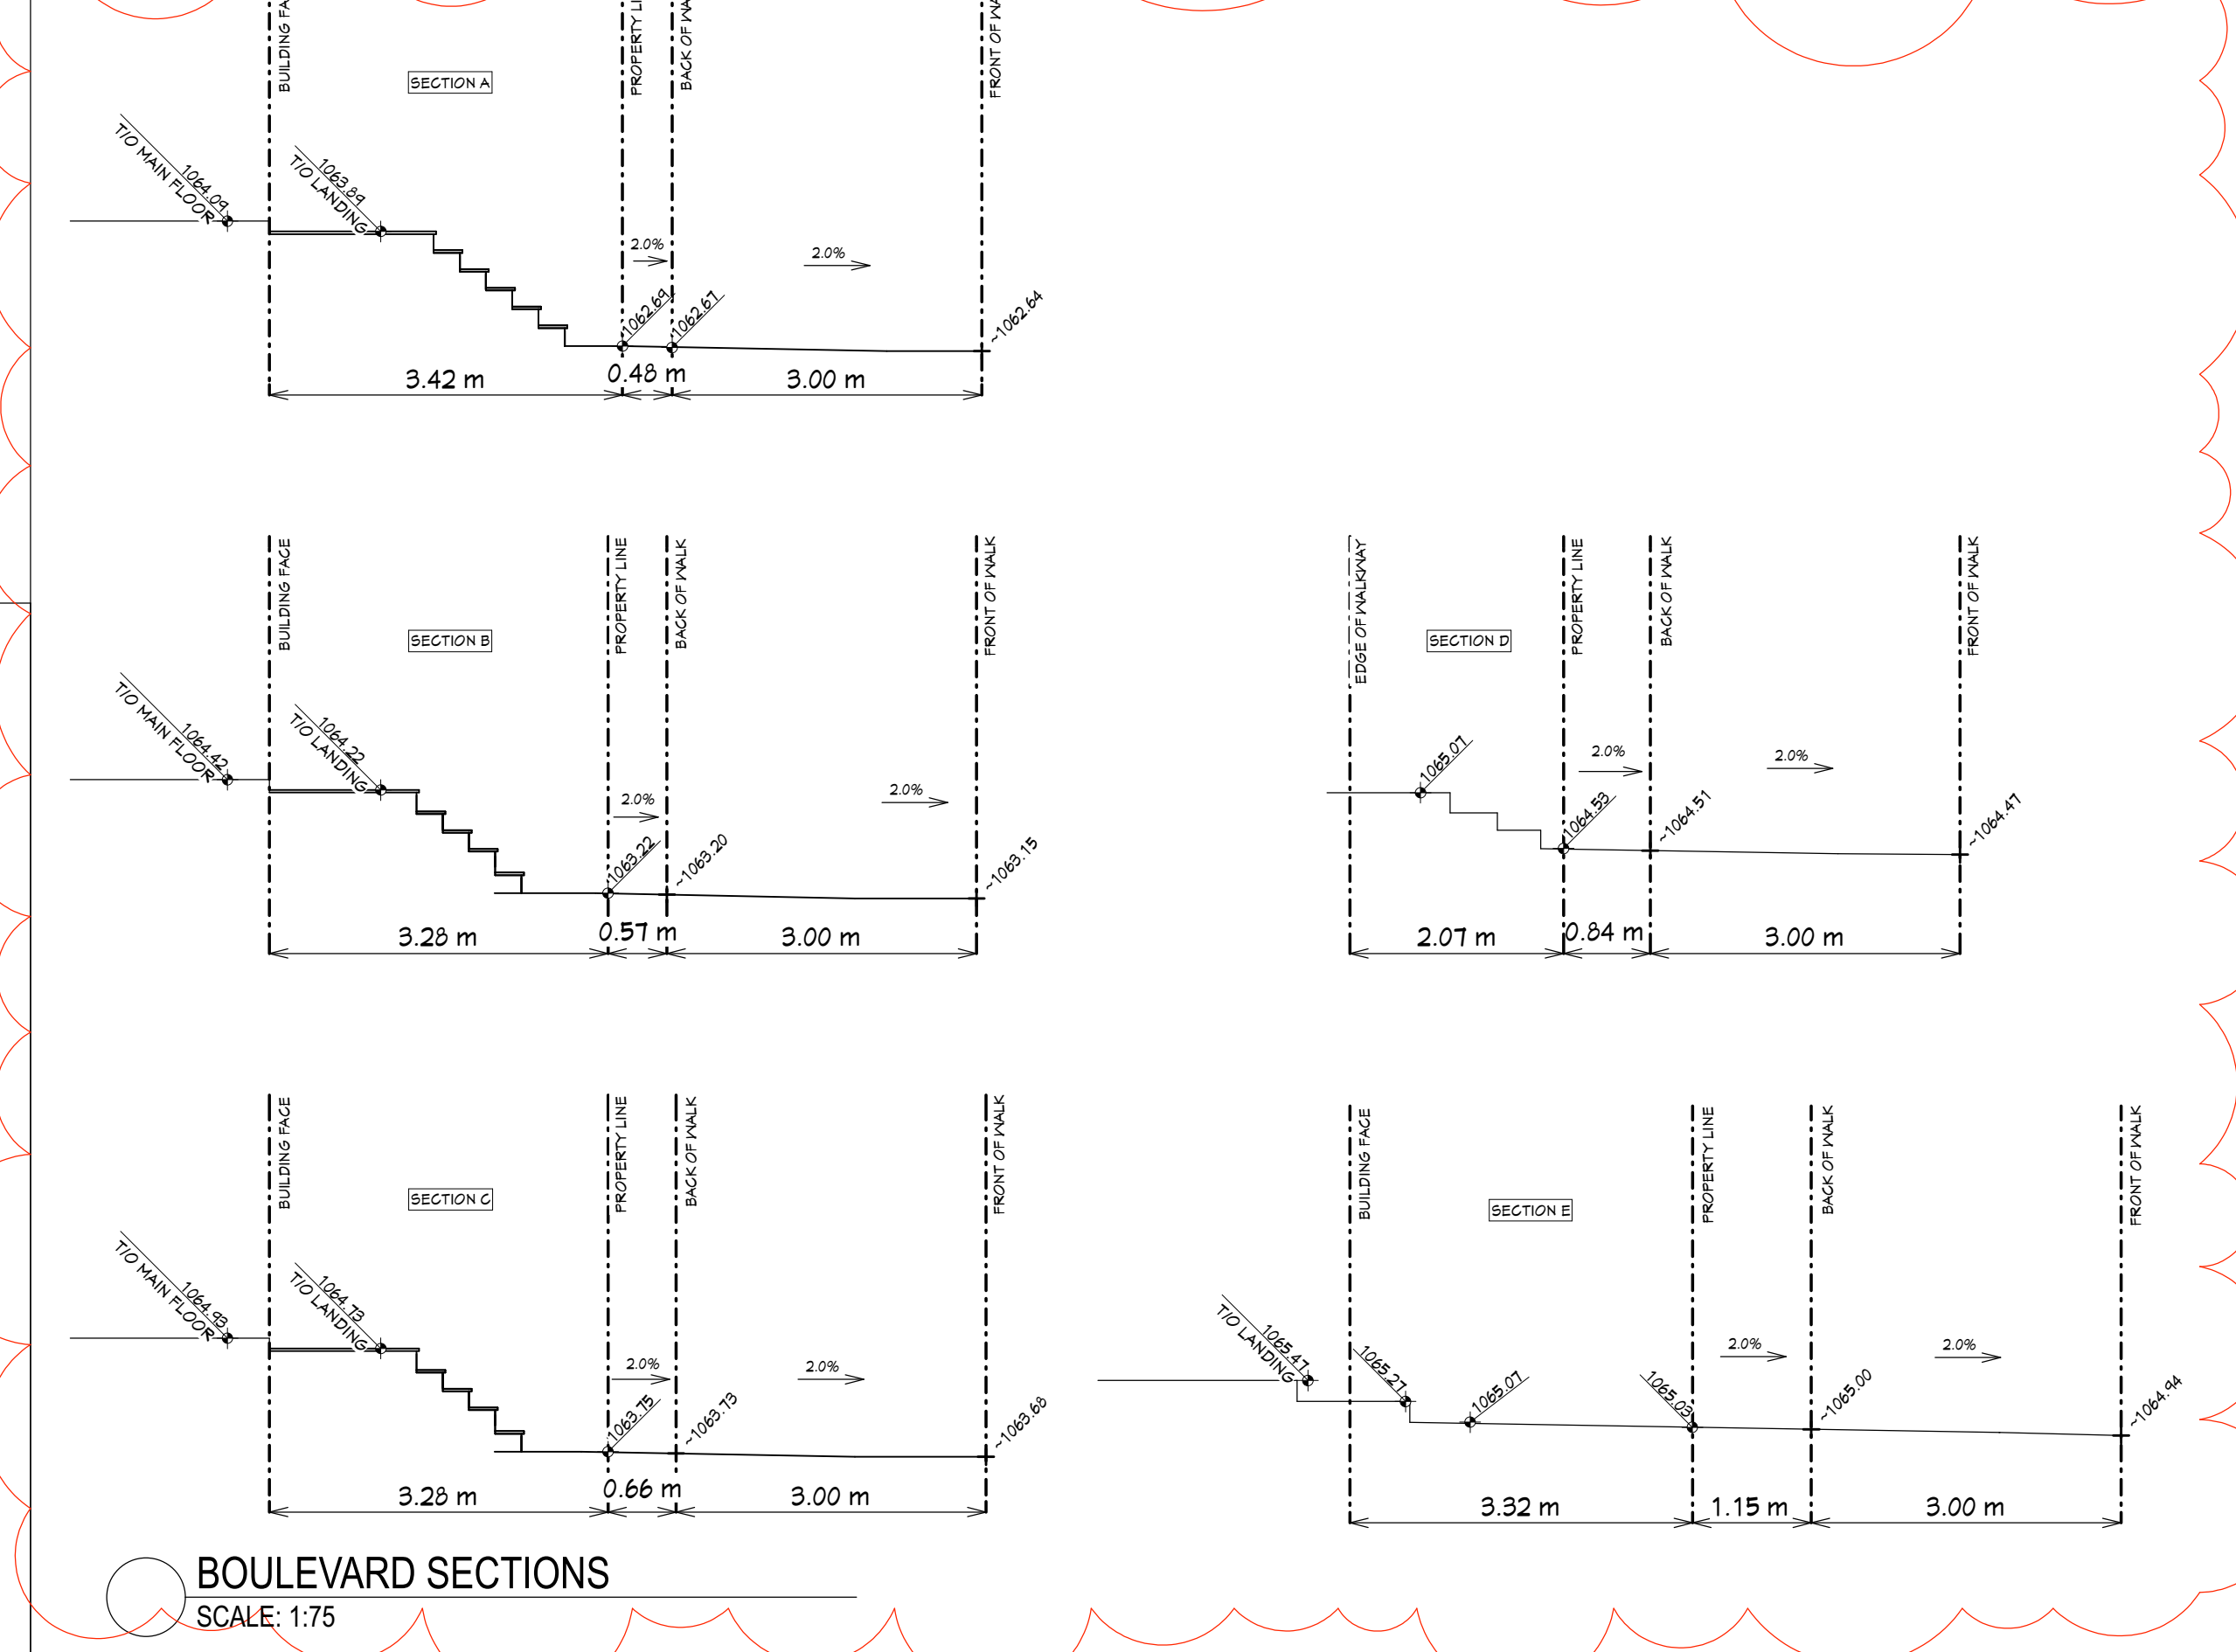 BUILDING FA
PROPERTY LI
BACK OF WA
FRONT OF WA
SECTION A
1064.09
T/O MAIN FLOOR
1063.89
T/O LANDING
2.0%
2.0%
1062.69
1062.67
~1062.64
3.42 m
0.48 m
3.00 m
BUILDING FACE
PROPERTY LINE
BACK OF WALK
FRONT OF WALK
SECTION B
1064.42
T/O MAIN FLOOR
1064.22
T/O LANDING
2.0%
2.0%
1063.22
~1063.20
~1063.15
3.28 m
0.57 m
3.00 m
EDGE OF WALKWAY
PROPERTY LINE
BACK OF WALK
FRONT OF WALK
SECTION D
1065.07
2.0%
2.0%
1064.53
~1064.51
~1064.47
2.07 m
0.84 m
3.00 m
BUILDING FACE
PROPERTY LINE
BACK OF WALK
FRONT OF WALK
SECTION C
1064.93
T/O MAIN FLOOR
1064.73
T/O LANDING
2.0%
2.0%
1063.75
~1063.73
~1063.68
3.28 m
0.66 m
3.00 m
BUILDING FACE
PROPERTY LINE
BACK OF WALK
FRONT OF WALK
SECTION E
1065.47
T/O LANDING
1065.27
1065.07
1065.03
2.0%
2.0%
~1065.00
~1064.94
3.32 m
1.15 m
3.00 m
BOULEVARD SECTIONS
SCALE: 1:75